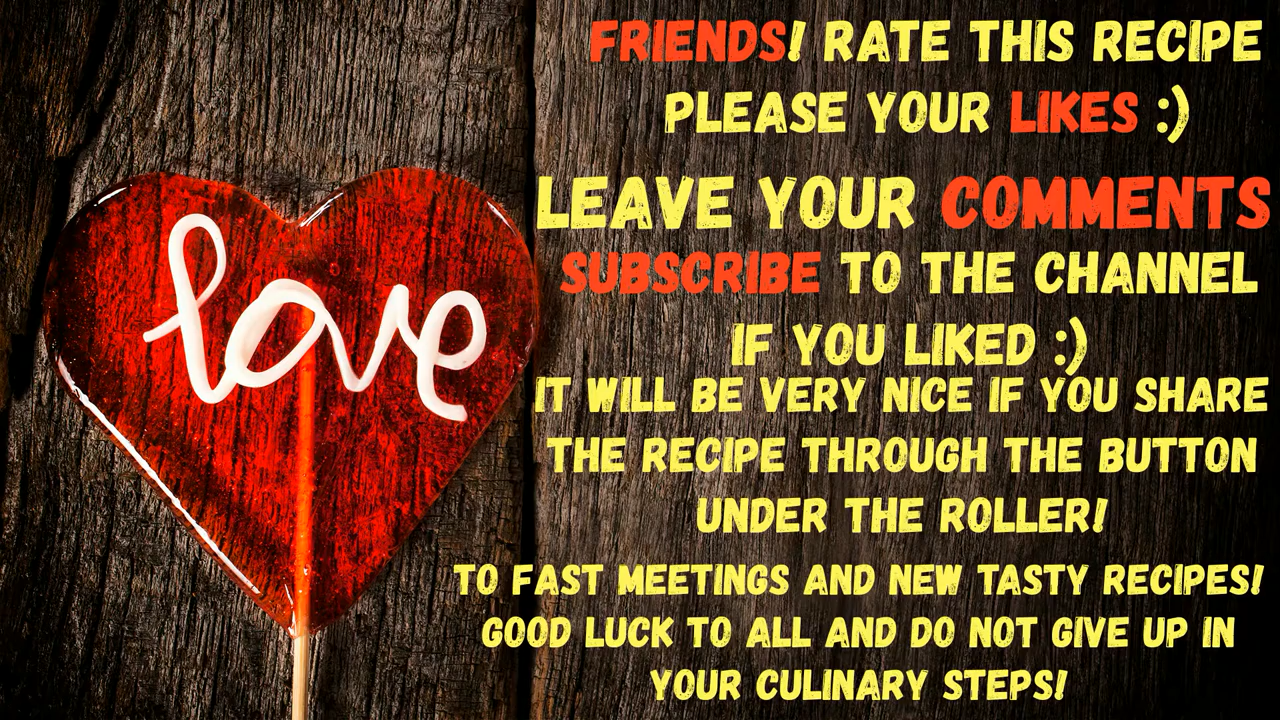 love
FRIENDS! RATE THIS RECIPE
PLEASE YOUR LIKES :)
LEAVE YOUR COMMENTS
SUBSCRIBE TO THE CHANNEL
IF YOU LIKED :)
IT WILL BE VERY NICE IF YOU SHARE
THE RECIPE THROUGH THE BUTTON
UNDER THE ROLLER!
TO FAST MEETINGS AND NEW TASTY RECIPES!
GOOD LUCK TO ALL AND DO NOT GIVE UP IN
YOUR CULINARY STEPS!